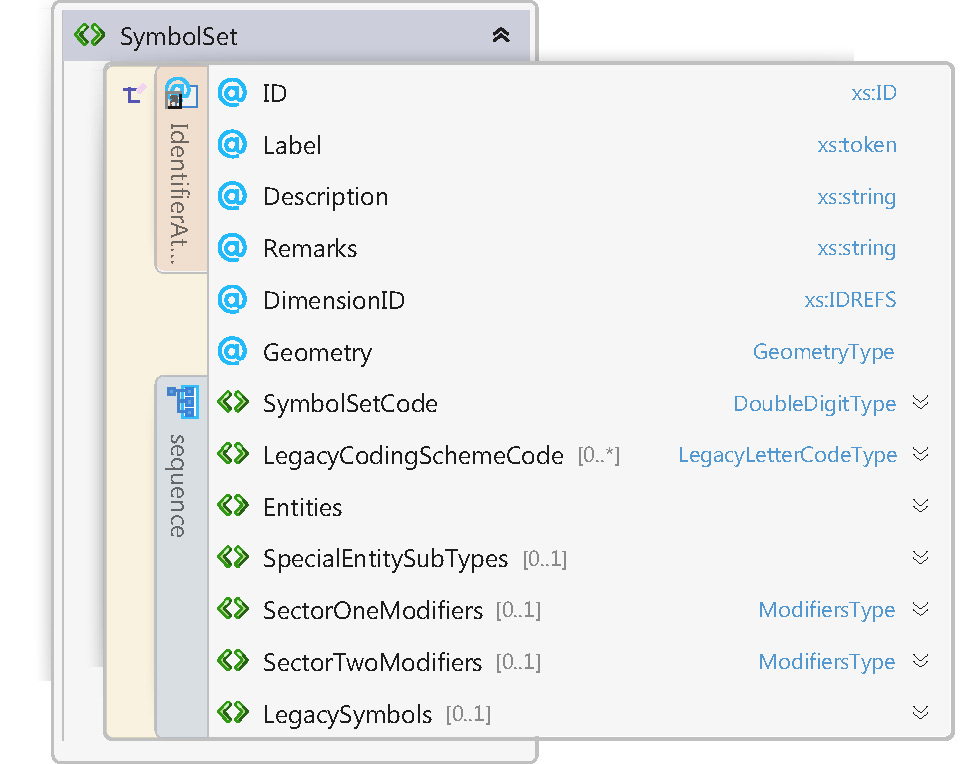 SymbolSet
IdentifierAt...
ID xs:ID
Label xs:token
Description xs:string
Remarks xs:string
DimensionID xs:IDREFS
Geometry GeometryType
sequence
SymbolSetCode DoubleDigitType
LegacyCodingSchemeCode [0..*] LegacyLetterCodeType
Entities
SpecialEntitySubTypes [0..1]
SectorOneModifiers [0..1] ModifiersType
SectorTwoModifiers [0..1] ModifiersType
LegacySymbols [0..1]